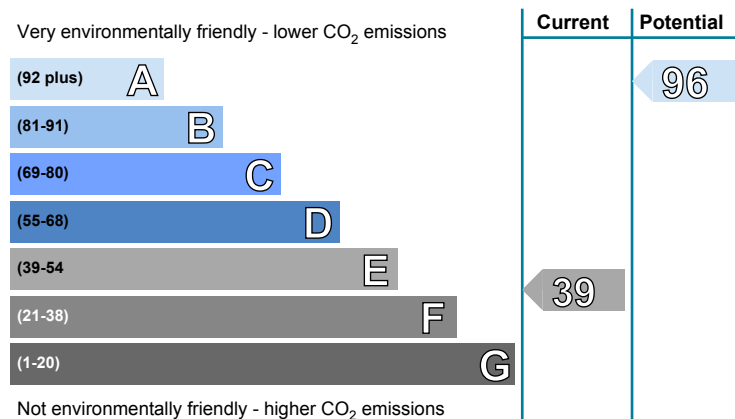 Current Potential
Very environmentally friendly - lower CO2 emissions
(92 plus) A 96
(81-91) B
(69-80) C
(55-68) D
(39-54 E
39
(21-38) F
(1-20) G
Not environmentally friendly - higher CO2 emissions